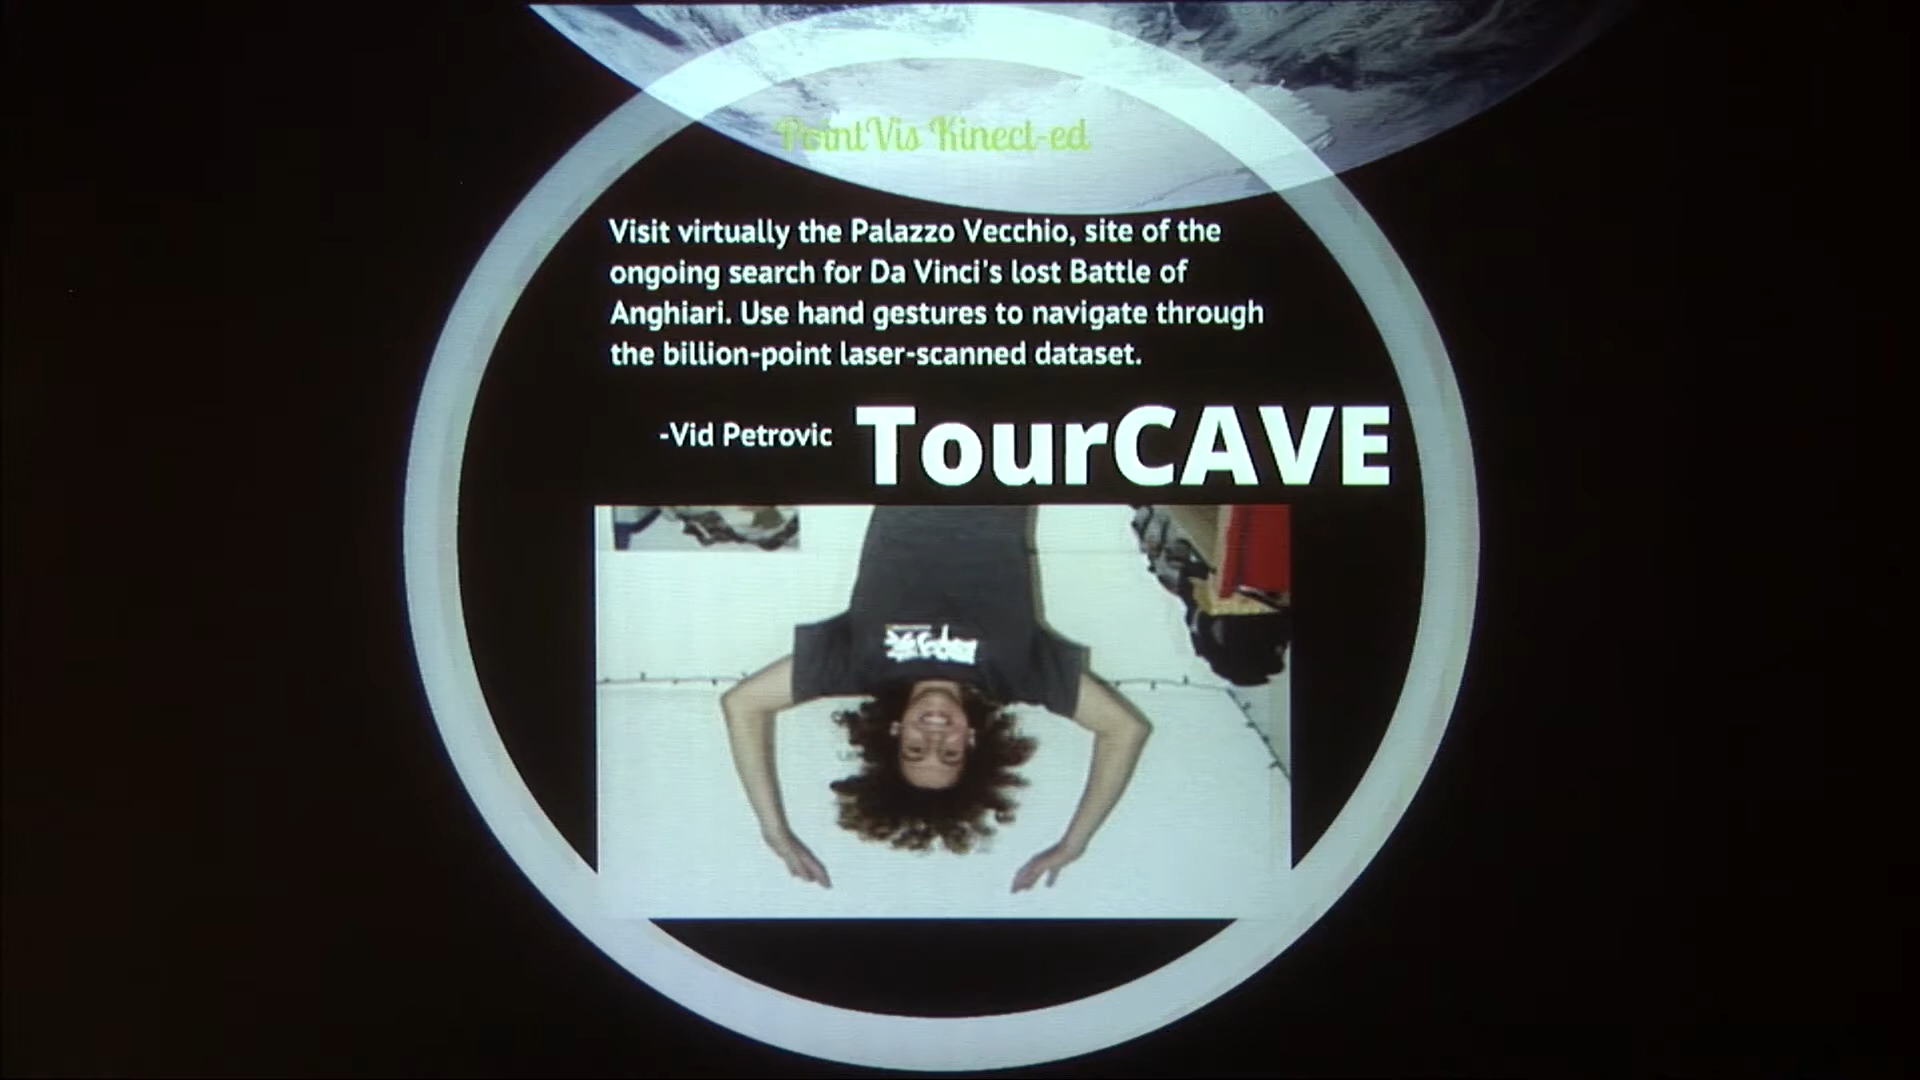 PointVis Kinect-ed
Visit virtually the Palazzo Vecchio, site of the
ongoing search for Da Vinci's lost Battle of
Anghiari. Use hand gestures to navigate through
the billion-point laser-scanned dataset.
-Vid Petrovic
TourCAVE